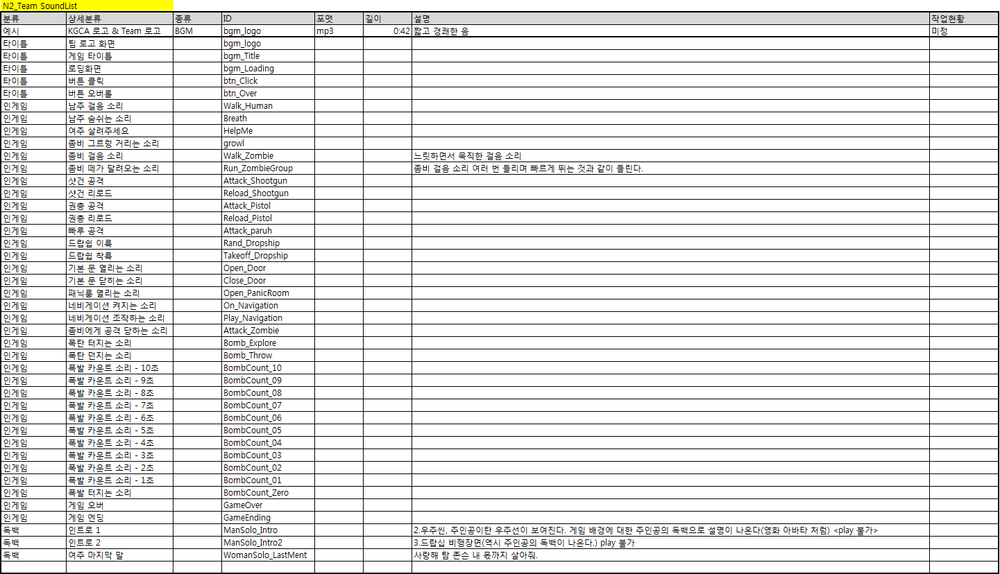 N2_Team SoundList
분류 상세분류 종류 ID 포맷 길이 설명 작업현황
예시 KGCA 로고 & Team 로고 BGM bgm_logo mp3 0:42 짧고 경쾌한 음 미정
타이틀 팀 로고 화면 bgm_logo
타이틀 게임 타이틀 bgm_Title
타이틀 로딩화면 bgm_Loading
타이틀 버튼 클릭 btn_Click
타이틀 버튼 오버롤 btn_Over
인게임 남주 걸음 소리 Walk_Human
인게임 남주 숨쉬는 소리 Breath
인게임 여주 살려주세요 HelpMe
인게임 좀비 그르렁 거리는 소리 growl
인게임 좀비 걸음 소리 Walk_Zombie 느릿하면서 묵직한 걸음 소리
인게임 좀비 떼가 달려오는 소리 Run_ZombieGroup 좀비 걸음 소리 여러 번 들리며 빠르게 뛰는 것과 같이 들린다.
인게임 샷건 공격 Attack_Shootgun
인게임 샷건 리로드 Reload_Shootgun
인게임 권총 공격 Attack_Pistol
인게임 권총 리로드 Reload_Pistol
인게임 빠루 공격 Attack_paruh
인게임 드랍쉽 이륙 Rand_Dropship
인게임 드랍쉽 착륙 Takeoff_Dropship
인게임 기본 문 열리는 소리 Open_Door
인게임 기본 문 닫히는 소리 Close_Door
인게임 패닉룸 열리는 소리 Open_PanicRoom
인게임 네비게이션 켜지는 소리 On_Navigation
인게임 네비게이션 조작하는 소리 Play_Navigation
인게임 좀비에게 공격 당하는 소리 Attack_Zombie
인게임 폭탄 터지는 소리 Bomb_Explore
인게임 폭탄 던지는 소리 Bomb_Throw
인게임 폭발 카운트 소리 - 10초 BombCount_10
인게임 폭발 카운트 소리 - 9초 BombCount_09
인게임 폭발 카운트 소리 - 8초 BombCount_08
인게임 폭발 카운트 소리 - 7초 BombCount_07
인게임 폭발 카운트 소리 - 6초 BombCount_06
인게임 폭발 카운트 소리 - 5초 BombCount_05
인게임 폭발 카운트 소리 - 4초 BombCount_04
인게임 폭발 카운트 소리 - 3초 BombCount_03
인게임 폭발 카운트 소리 - 2초 BombCount_02
인게임 폭발 카운트 소리 - 1초 BombCount_01
인게임 폭발 터지는 소리 BombCount_Zero
인게임 게임 오버 GameOver
인게임 게임 엔딩 GameEnding
독백 인트로 1 ManSolo_Intro 2.우주씬, 주인공이탄 우주선이 보여진다. 게임 배경에 대한 주인공의 독백으로 설명이 나온다(영화 아바타 처럼) <play 불가>
독백 인트로 2 ManSolo_Intro2 3.드랍십 비행장면(역시 주인공의 독백이 나온다.) play 불가
독백 여주 마지막 말 WomanSolo_LastMent 사랑해 탐 존슨 내 몫까지 살아줘.